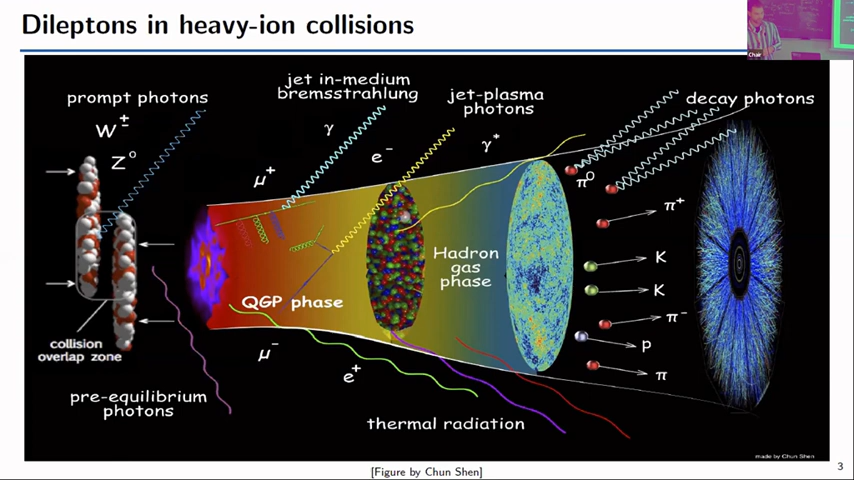 Dileptons in heavy-ion collisions
Chair
prompt photons
jet in-medium
bremsstrahlung
jet-plasma
photons
decay photons
W±
Z⁰
γ
e⁻
γ*
μ⁺
π⁰
π⁺
K
K
π⁻
p
π
Hadron
gas
phase
QGP phase
collision
overlap zone
μ⁻
e⁺
pre-equilibrium
photons
thermal radiation
made by Chun Shen
[Figure by Chun Shen]
3